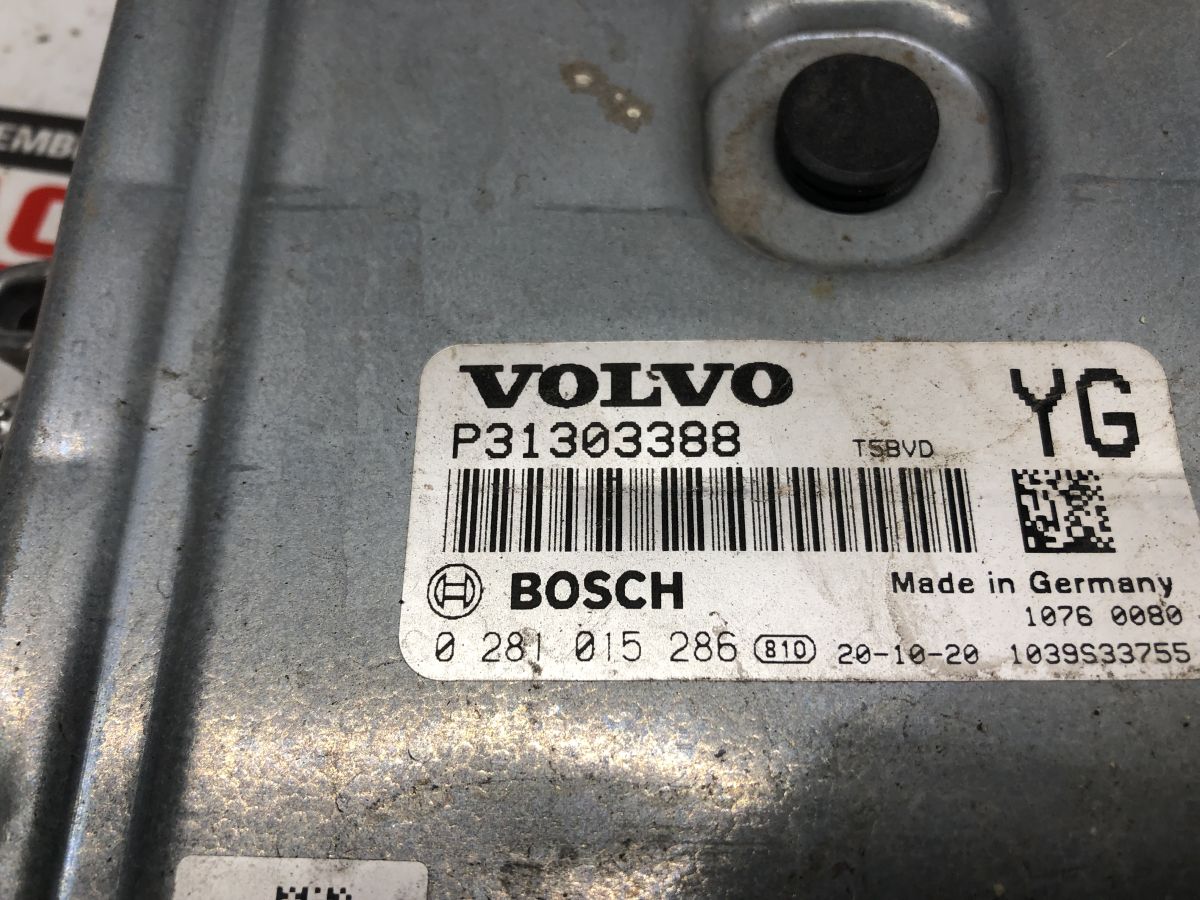 VOLVO
YG
P31303388 T5BVD
BOSCH Made in Germany
1076 0080
0 281 015 286 810 20-10-20 1039S33755